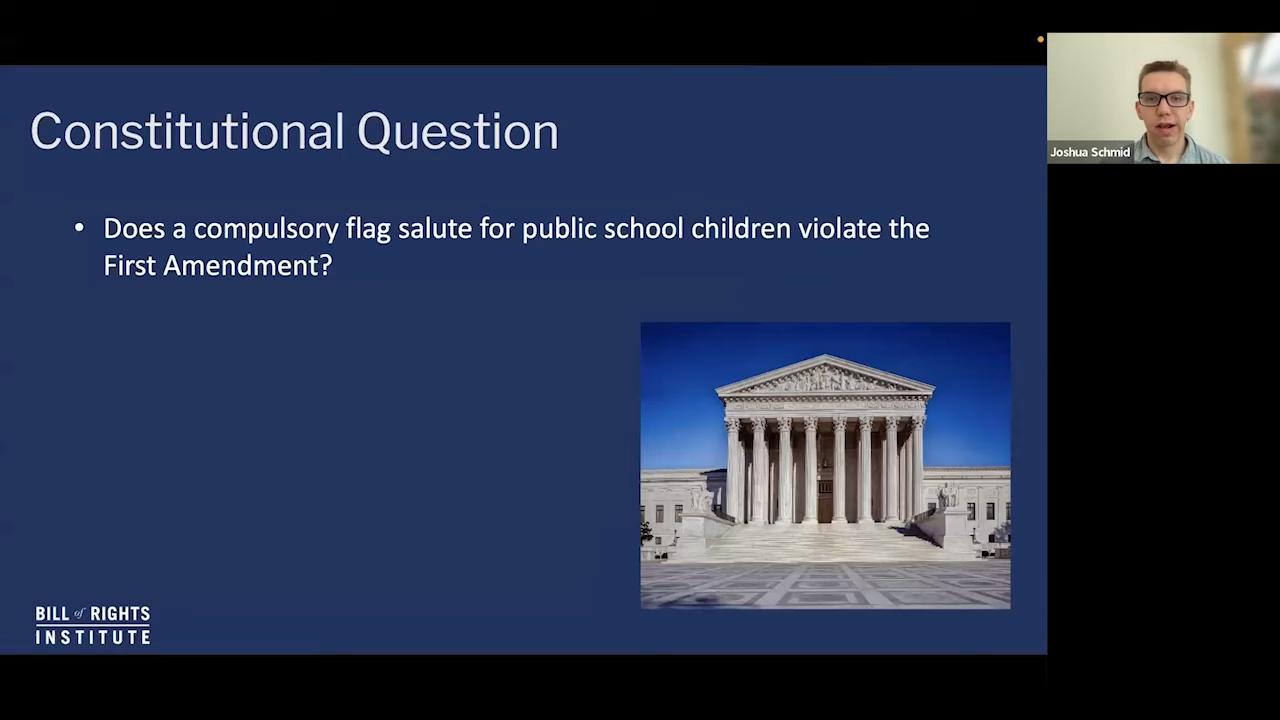 Constitutional Question
• Does a compulsory flag salute for public school children violate the
First Amendment?
Joshua Schmid
BILL of RIGHTS
INSTITUTE